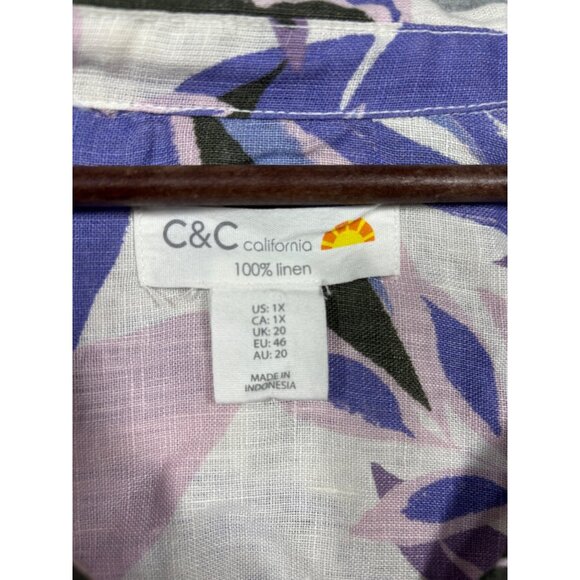 C&C california
100% linen
US: 1X
CA: 1X
UK: 20
EU: 46
AU: 20
MADE IN
INDONESIA